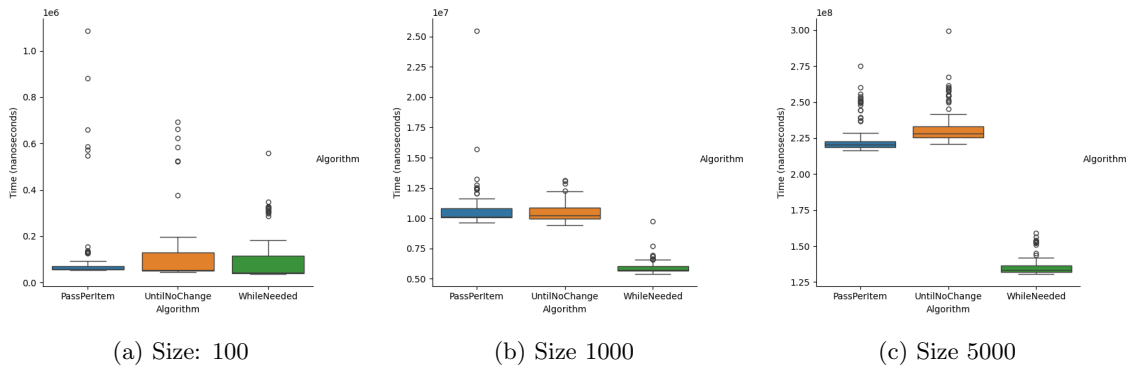 1e6
Time (nanoseconds)
1.0
0.8
0.6
0.4
0.2
0.0
PassPerItem UntilNoChange WhileNeeded
Algorithm
Algorithm
(a) Size: 100
1e7
Time (nanoseconds)
2.50
2.25
2.00
1.75
1.50
1.25
1.00
0.75
0.50
PassPerItem UntilNoChange WhileNeeded
Algorithm
Algorithm
(b) Size 1000
1e8
Time (nanoseconds)
3.00
2.75
2.50
2.25
2.00
1.75
1.50
1.25
PassPerItem UntilNoChange WhileNeeded
Algorithm
Algorithm
(c) Size 5000